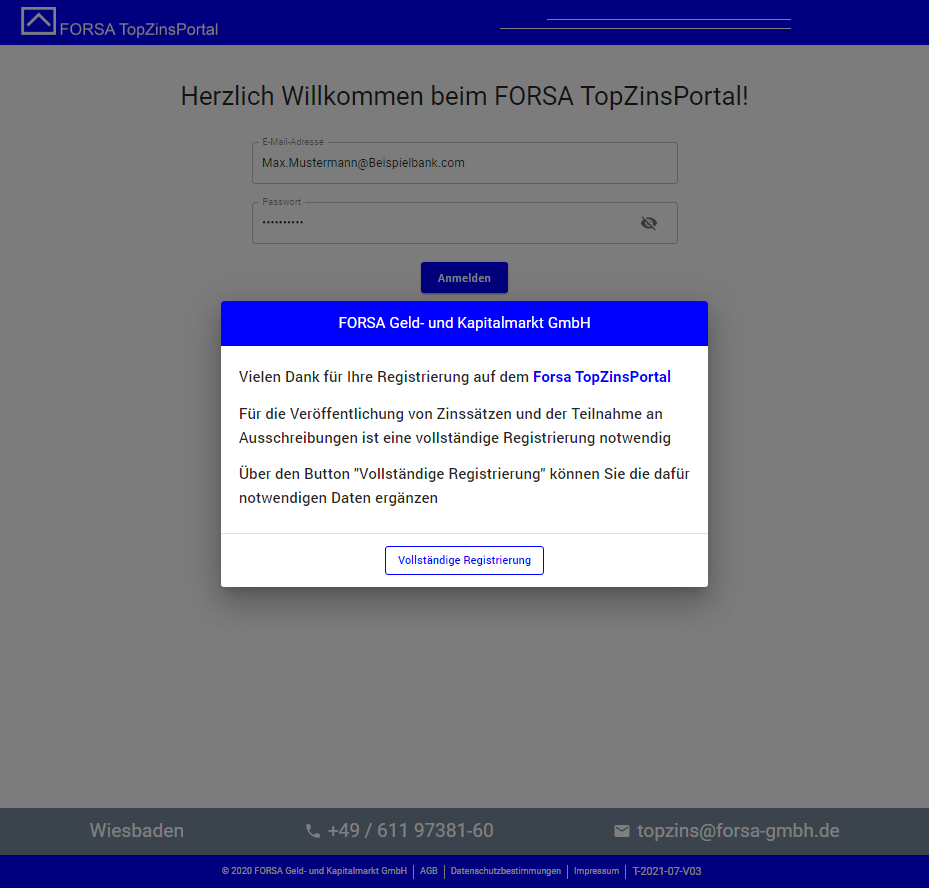 FORSA TopZinsPortal
Herzlich Willkommen beim FORSA TopZinsPortal!
E-Mail-Adresse
Max.Mustermann@Beispielbank.com
Passwort
••••••••••
Anmelden
FORSA Geld- und Kapitalmarkt GmbH
Vielen Dank für Ihre Registrierung auf dem Forsa TopZinsPortal
Für die Veröffentlichung von Zinssätzen und der Teilnahme an
Ausschreibungen ist eine vollständige Registrierung notwendig
Über den Button "Vollständige Registrierung" können Sie die dafür
notwendigen Daten ergänzen
Vollständige Registrierung
Wiesbaden +49 / 611 97381-60 topzins@forsa-gmbh.de
© 2020 FORSA Geld- und Kapitalmarkt GmbH | AGB | Datenschutzbestimmungen | Impressum | T-2021-07-V03